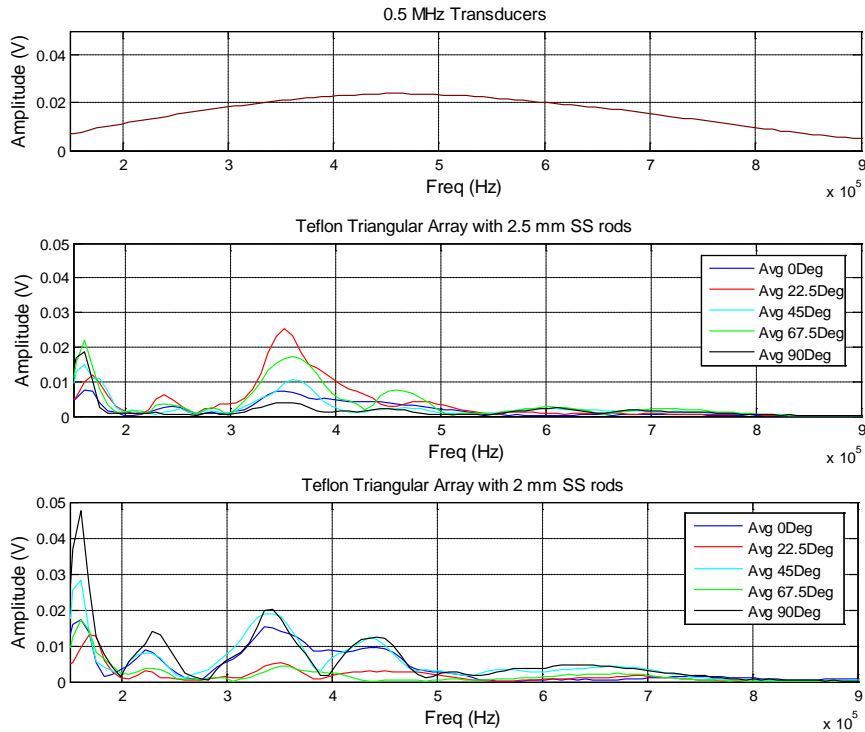 0.5 MHz Transducers
Amplitude (V)
0.04
0.02
0
2 3 4 5 6 7 8 9
Freq (Hz)
x 10^5
Teflon Triangular Array with 2.5 mm SS rods
Amplitude (V)
0.05
0.04
0.03
0.02
0.01
0
Avg 0Deg
Avg 22.5Deg
Avg 45Deg
Avg 67.5Deg
Avg 90Deg
2 3 4 5 6 7 8 9
Freq (Hz)
x 10^5
Teflon Triangular Array with 2 mm SS rods
Amplitude (V)
0.05
0.04
0.03
0.02
0.01
0
Avg 0Deg
Avg 22.5Deg
Avg 45Deg
Avg 67.5Deg
Avg 90Deg
2 3 4 5 6 7 8 9
Freq (Hz)
x 10^5